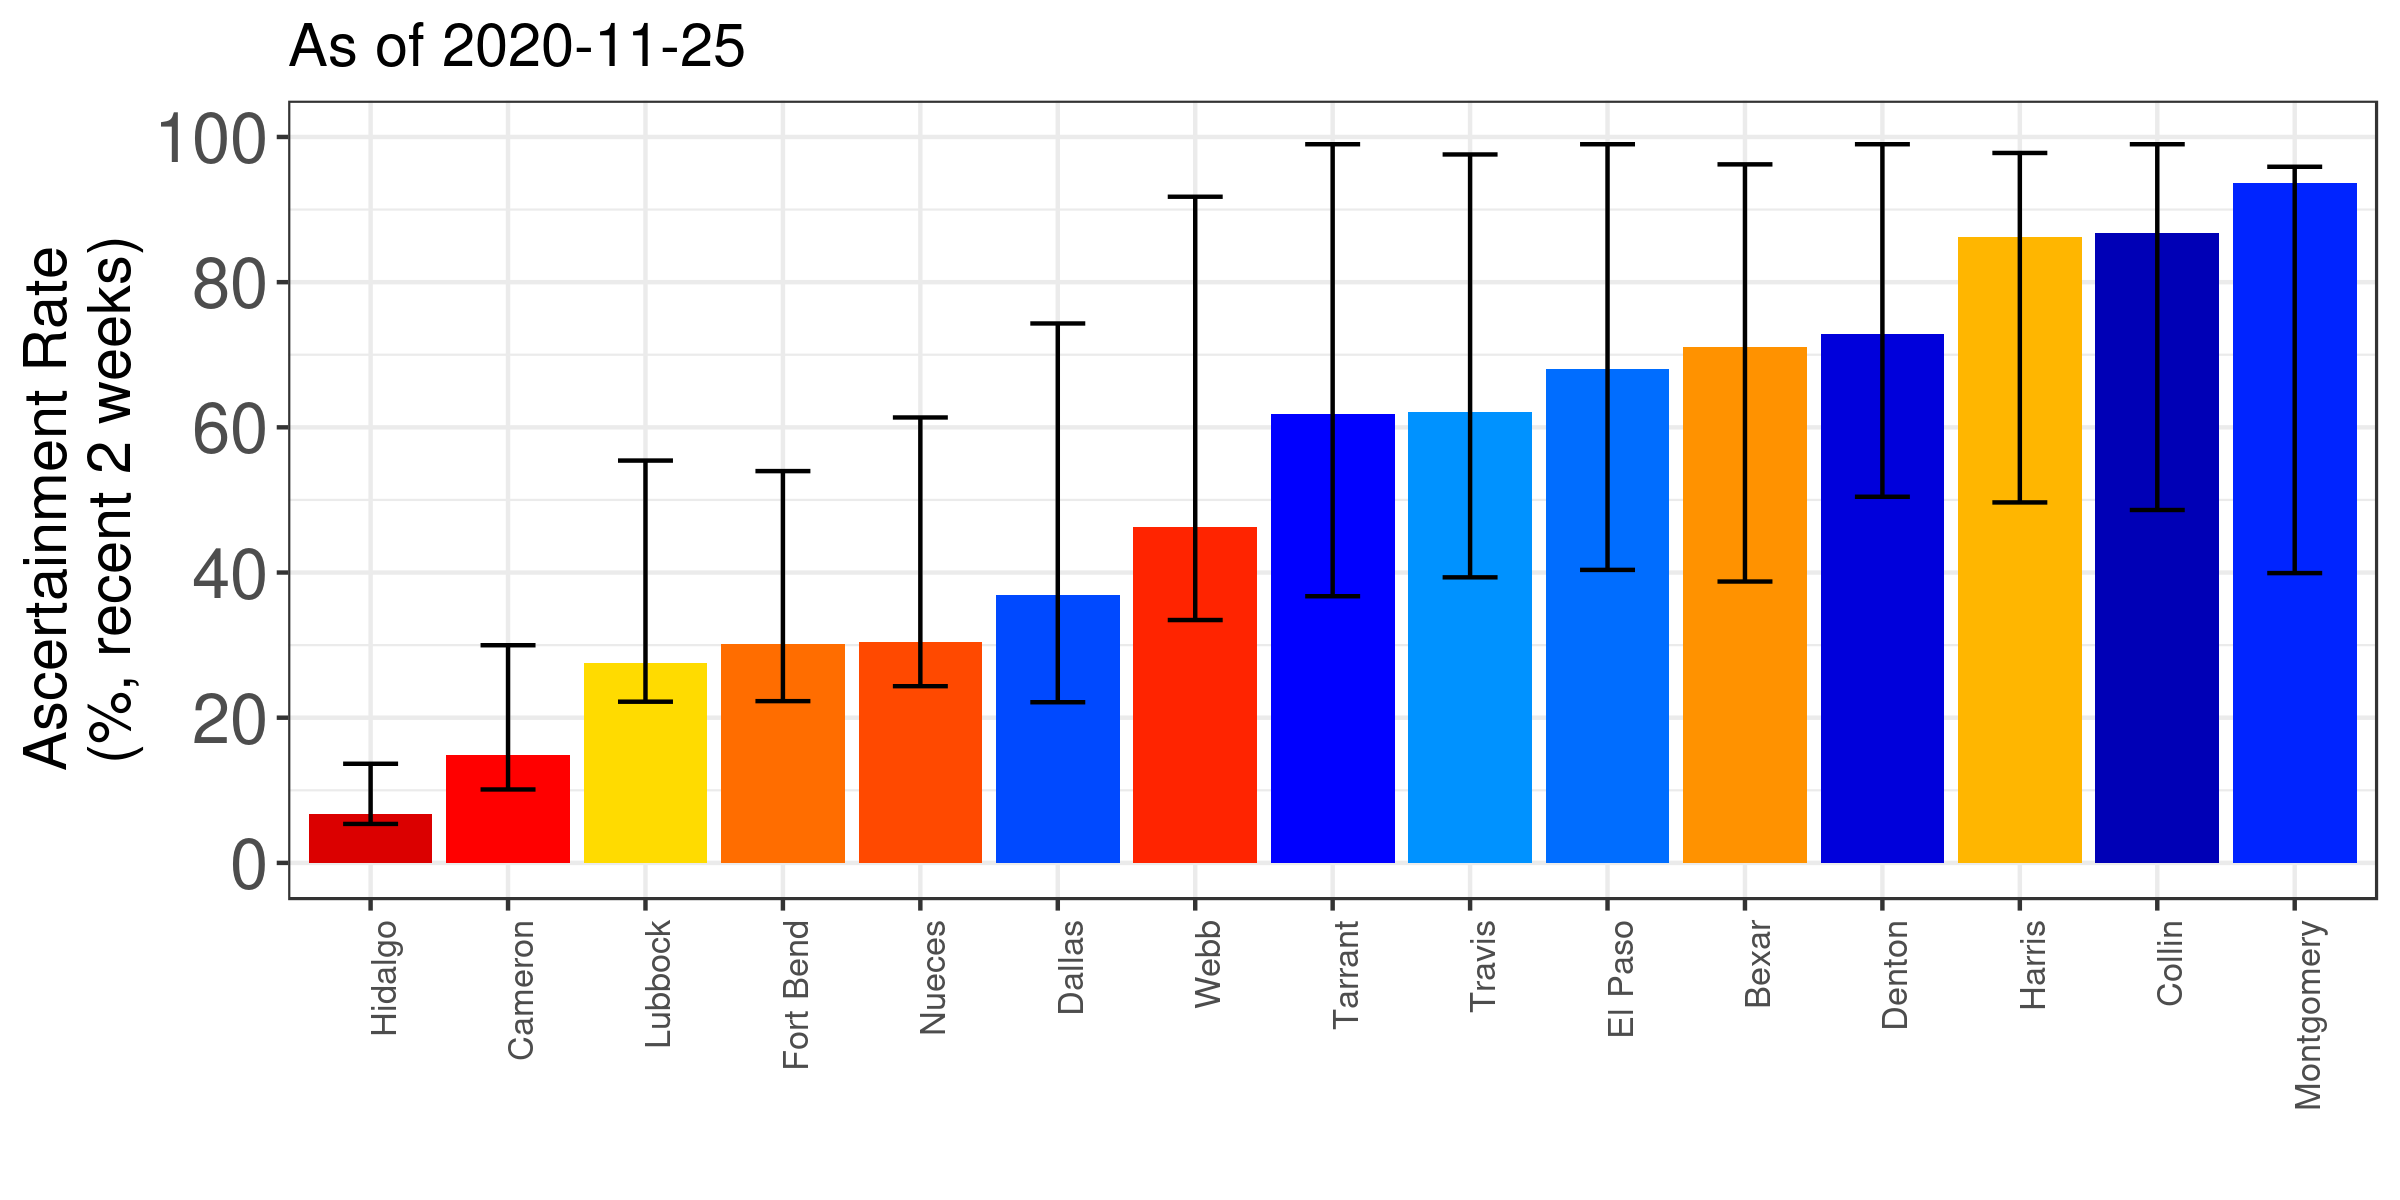 As of 2020-11-25
Ascertainment Rate
(%, recent 2 weeks)
100
80
60
40
20
0
Hidalgo
Cameron
Lubbock
Fort Bend
Nueces
Dallas
Webb
Tarrant
Travis
El Paso
Bexar
Denton
Harris
Collin
Montgomery